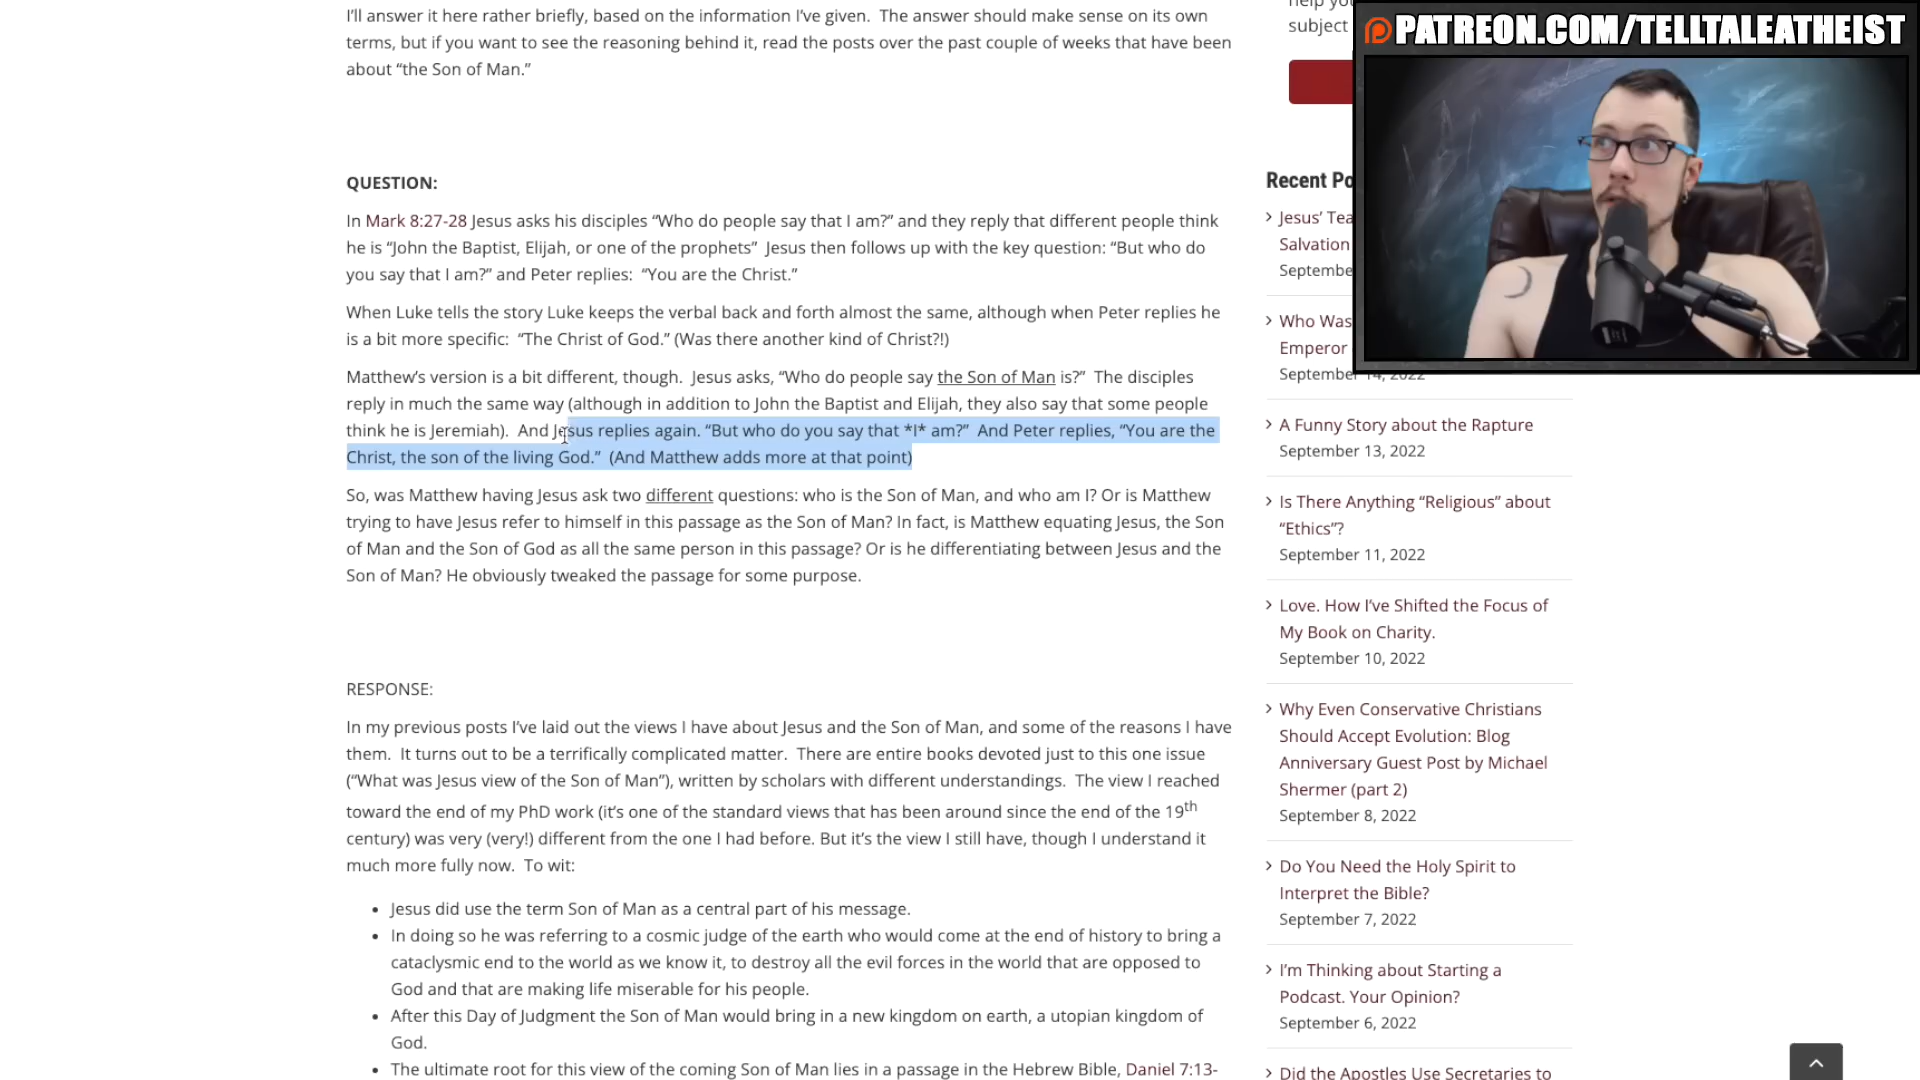 I’ll answer it here rather briefly, based on the information I’ve given.  The answer should make sense on its own
terms, but if you want to see the reasoning behind it, read the posts over the past couple of weeks that have been
about “the Son of Man.”
QUESTION:
In Mark 8:27-28 Jesus asks his disciples “Who do people say that I am?” and they reply that different people think
he is “John the Baptist, Elijah, or one of the prophets”  Jesus then follows up with the key question: “But who do
you say that I am?” and Peter replies:  “You are the Christ.”
When Luke tells the story Luke keeps the verbal back and forth almost the same, although when Peter replies he
is a bit more specific:  “The Christ of God.” (Was there another kind of Christ?!)
Matthew’s version is a bit different, though.  Jesus asks, “Who do people say the Son of Man is?”  The disciples
reply in much the same way (although in addition to John the Baptist and Elijah, they also say that some people
think he is Jeremiah).  And Jesus replies again. “But who do you say that *I* am?”  And Peter replies, “You are the
Christ, the son of the living God.”  (And Matthew adds more at that point)
So, was Matthew having Jesus ask two different questions: who is the Son of Man, and who am I? Or is Matthew
trying to have Jesus refer to himself in this passage as the Son of Man? In fact, is Matthew equating Jesus, the Son
of Man and the Son of God as all the same person in this passage? Or is he differentiating between Jesus and the
Son of Man? He obviously tweaked the passage for some purpose.
RESPONSE:
In my previous posts I’ve laid out the views I have about Jesus and the Son of Man, and some of the reasons I have
them.  It turns out to be a terrifically complicated matter.  There are entire books devoted just to this one issue
(“What was Jesus view of the Son of Man”), written by scholars with different understandings.  The view I reached
toward the end of my PhD work (it’s one of the standard views that has been around since the end of the 19th
century) was very (very!) different from the one I had before. But it’s the view I still have, though I understand it
much more fully now.  To wit:
• Jesus did use the term Son of Man as a central part of his message.
• In doing so he was referring to a cosmic judge of the earth who would come at the end of history to bring a
cataclysmic end to the world as we know it, to destroy all the evil forces in the world that are opposed to
God and that are making life miserable for his people.
• After this Day of Judgment the Son of Man would bring in a new kingdom on earth, a utopian kingdom of
God.
• The ultimate root for this view of the coming Son of Man lies in a passage in the Hebrew Bible, Daniel 7:13-
help
subject
PATREON.COM/TELLTALEATHEIST
Recent Po
Jesus’ Tea
Salvation
Septembe
Who Was
Emperor
September 14, 2022
A Funny Story about the Rapture
September 13, 2022
Is There Anything “Religious” about
“Ethics”?
September 11, 2022
Love. How I’ve Shifted the Focus of
My Book on Charity.
September 10, 2022
Why Even Conservative Christians
Should Accept Evolution: Blog
Anniversary Guest Post by Michael
Shermer (part 2)
September 8, 2022
Do You Need the Holy Spirit to
Interpret the Bible?
September 7, 2022
I’m Thinking about Starting a
Podcast. Your Opinion?
September 6, 2022
Did the Apostles Use Secretaries to